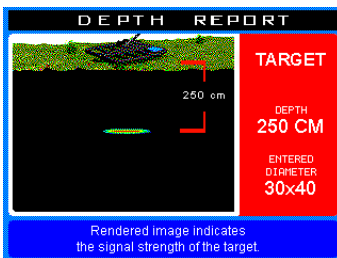 DEPTH REPORT
250 cm
TARGET
DEPTH
250 CM
ENTERED
DIAMETER
30x40
Rendered image indicates
the signal strength of the target.